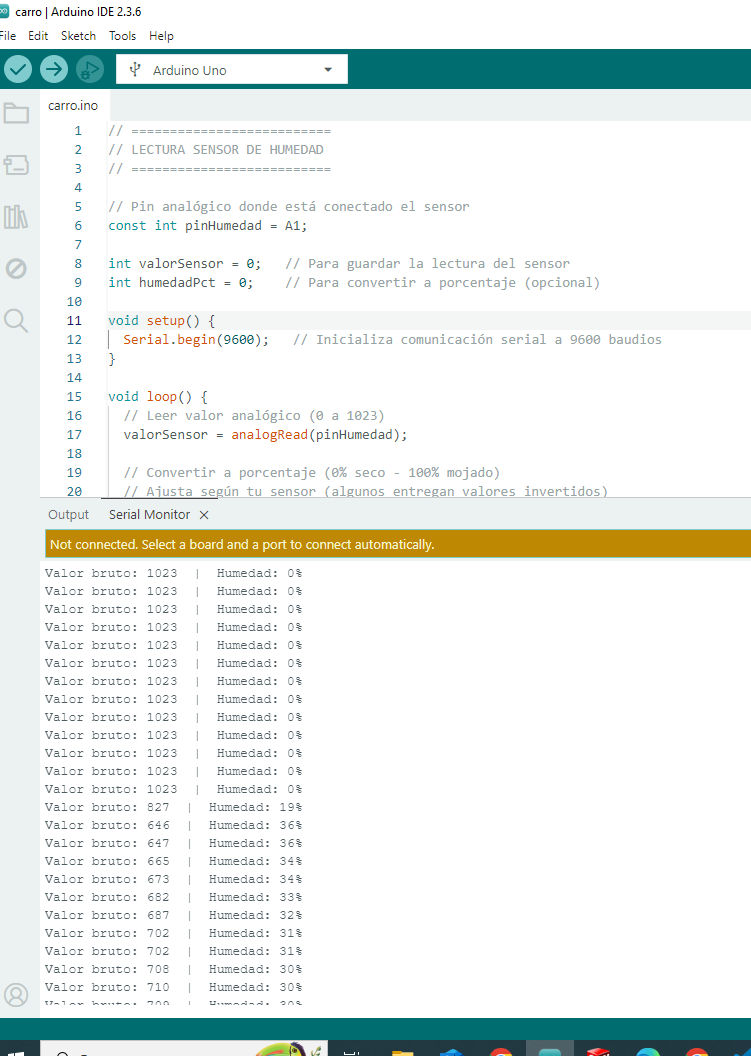 carro | Arduino IDE 2.3.6
File Edit Sketch Tools Help
Arduino Uno
carro.ino
1 // ==========================
2 // LECTURA SENSOR DE HUMEDAD
3 // ==========================
4
5 // Pin analógico donde está conectado el sensor
6 const int pinHumedad = A1;
7
8 int valorSensor = 0; // Para guardar la lectura del sensor
9 int humedadPct = 0; // Para convertir a porcentaje (opcional)
10
11 void setup() {
12 Serial.begin(9600); // Inicializa comunicación serial a 9600 baudios
13 }
14
15 void loop() {
16 // Leer valor analógico (0 a 1023)
17 valorSensor = analogRead(pinHumedad);
18
19 // Convertir a porcentaje (0% seco - 100% mojado)
20 // Ajusta según tu sensor (algunos entregan valores invertidos)
Output Serial Monitor
Not connected. Select a board and a port to connect automatically.
Valor bruto: 1023 | Humedad: 0%
Valor bruto: 1023 | Humedad: 0%
Valor bruto: 1023 | Humedad: 0%
Valor bruto: 1023 | Humedad: 0%
Valor bruto: 1023 | Humedad: 0%
Valor bruto: 1023 | Humedad: 0%
Valor bruto: 1023 | Humedad: 0%
Valor bruto: 1023 | Humedad: 0%
Valor bruto: 1023 | Humedad: 0%
Valor bruto: 1023 | Humedad: 0%
Valor bruto: 1023 | Humedad: 0%
Valor bruto: 1023 | Humedad: 0%
Valor bruto: 1023 | Humedad: 0%
Valor bruto: 827 | Humedad: 19%
Valor bruto: 646 | Humedad: 36%
Valor bruto: 647 | Humedad: 36%
Valor bruto: 665 | Humedad: 34%
Valor bruto: 673 | Humedad: 34%
Valor bruto: 682 | Humedad: 33%
Valor bruto: 687 | Humedad: 32%
Valor bruto: 702 | Humedad: 31%
Valor bruto: 702 | Humedad: 31%
Valor bruto: 708 | Humedad: 30%
Valor bruto: 710 | Humedad: 30%
Valor bruto: 709 | Humedad: 30%